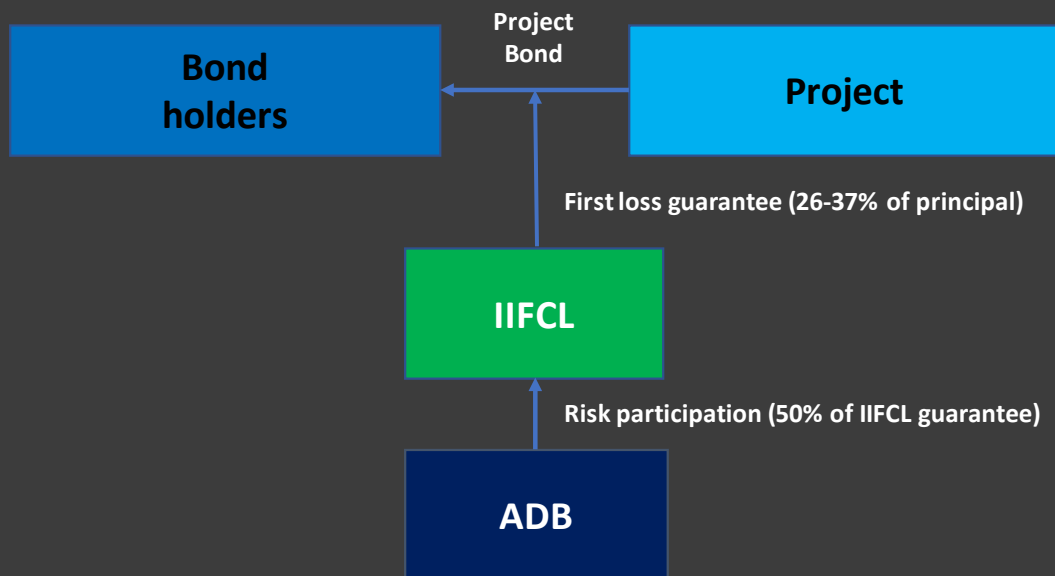 Project
Bond
Bond
holders
Project
First loss guarantee (26-37% of principal)
IIFCL
Risk participation (50% of IIFCL guarantee)
ADB